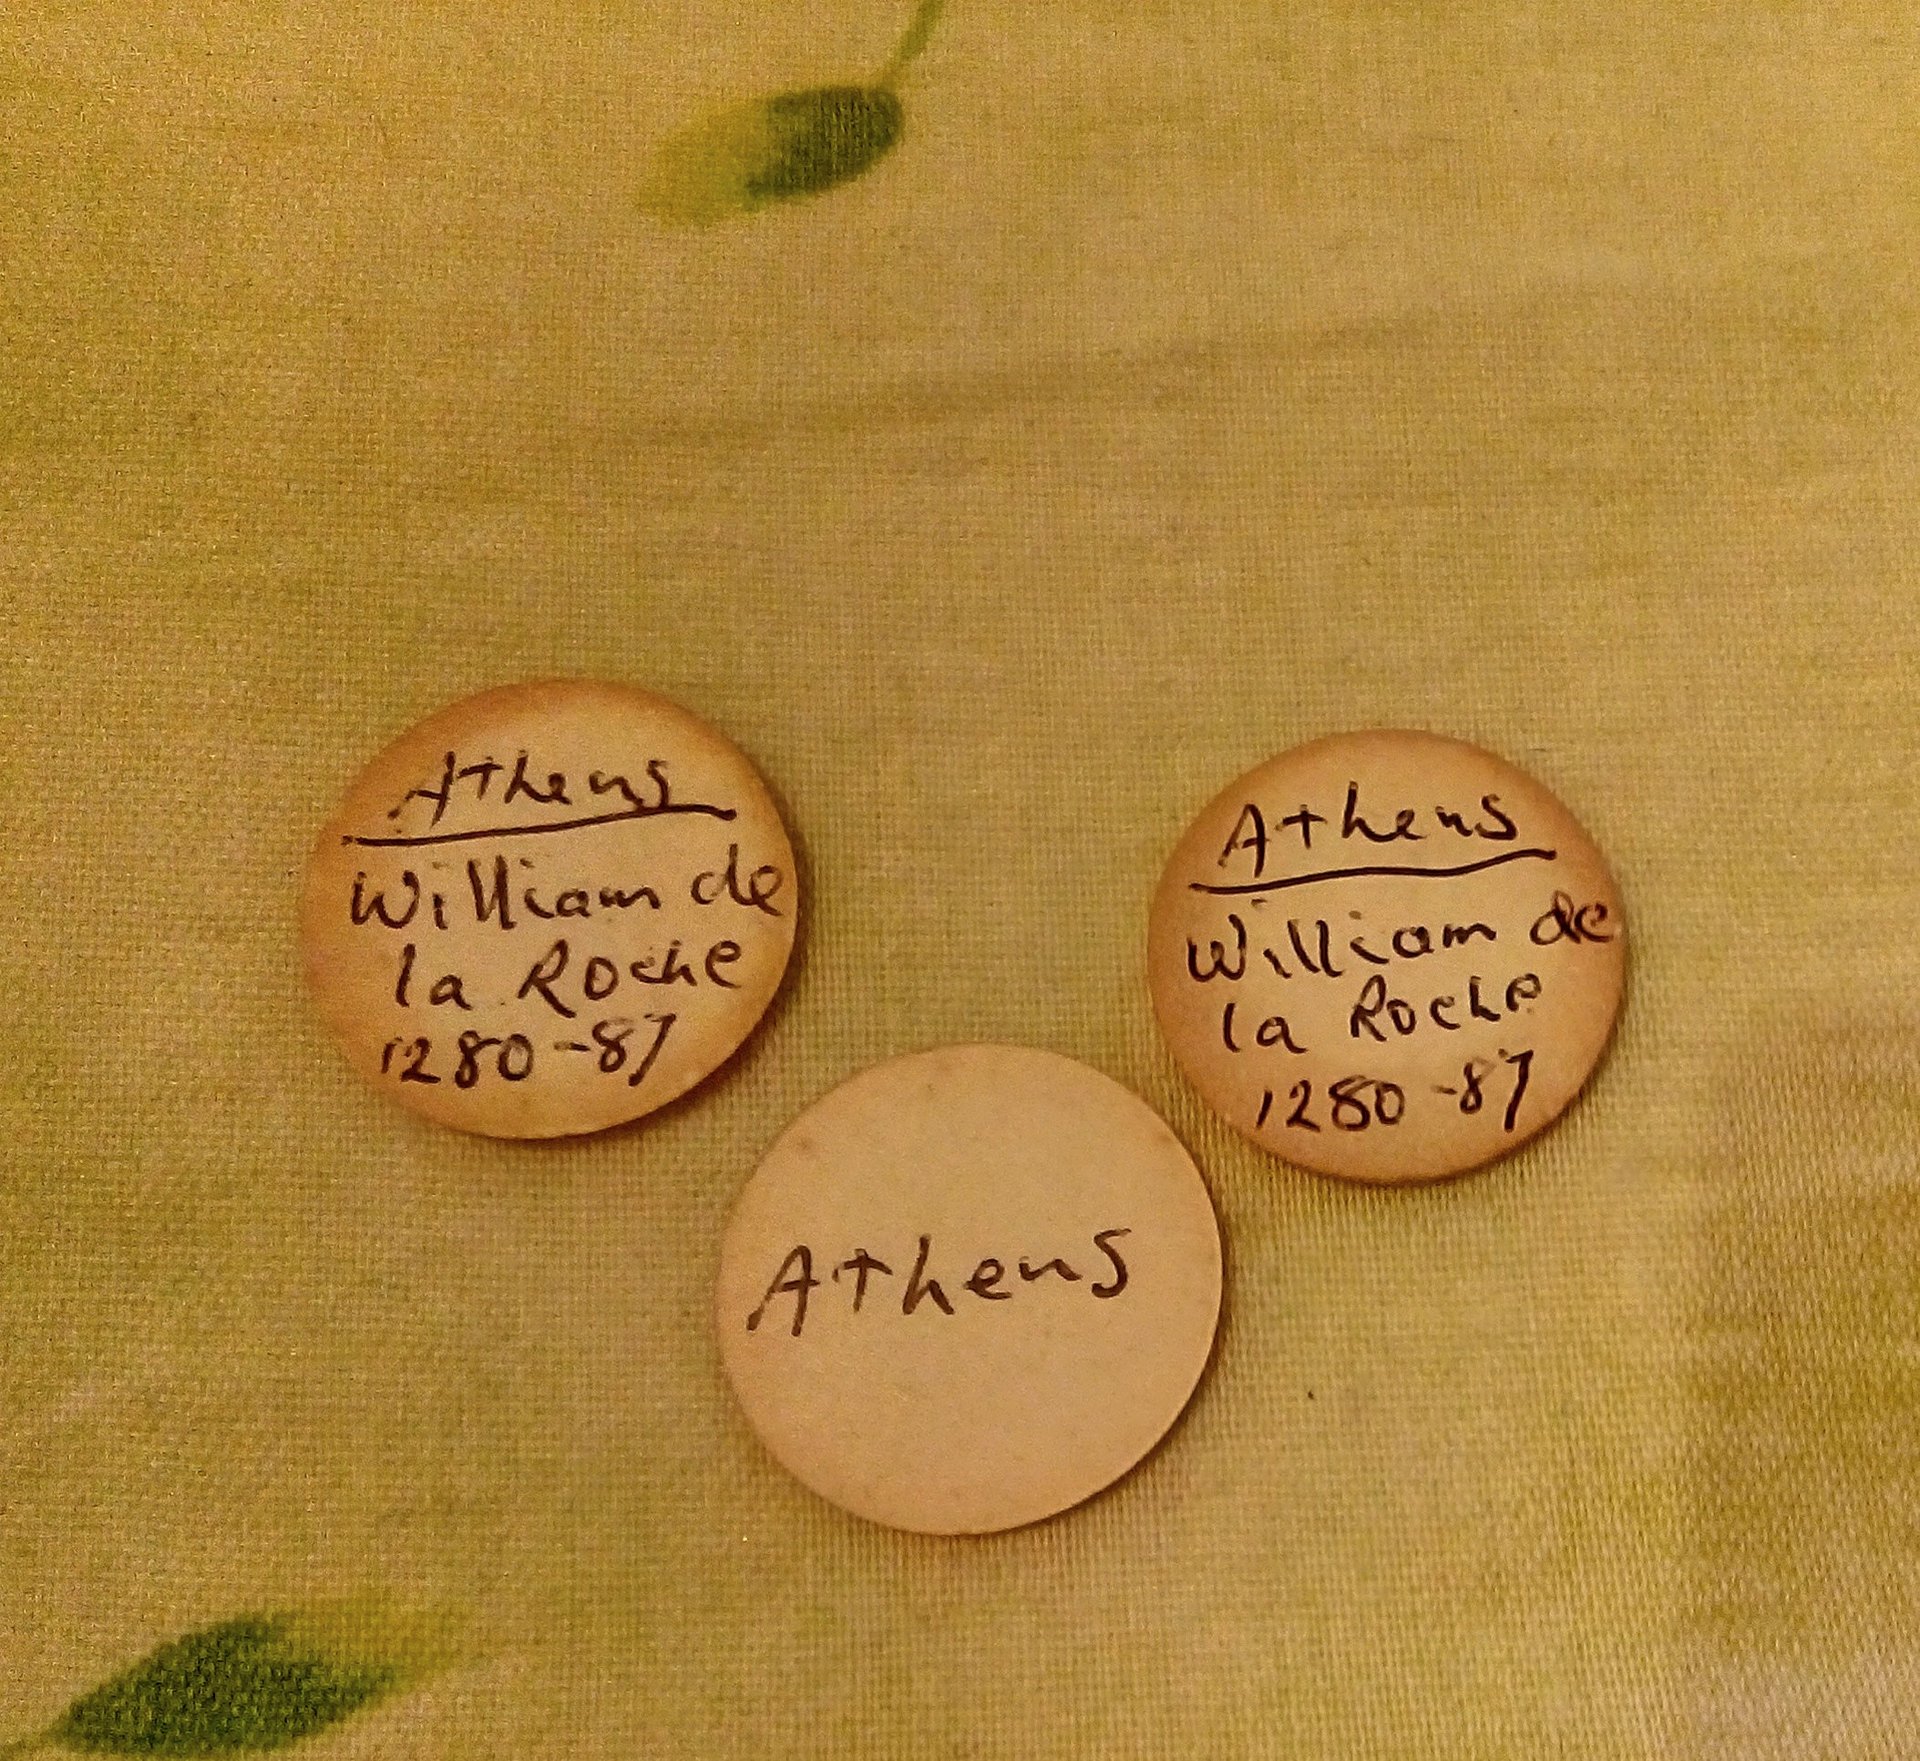 Athens
William de
la Roche
1280-87
Athens
William de
la Roche
1280-87
Athens